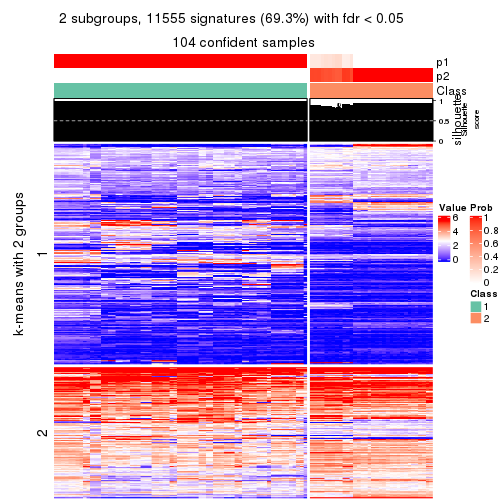 2 subgroups, 11555 signatures (69.3%) with fdr < 0.05
104 confident samples
p1
p2
Class
1
0.5
0
silhouette
Silhouette
score
k-means with 2 groups
1
2
Value
6
4
2
0
Prob
1
0.8
0.6
0.4
0.2
0
Class
1
2